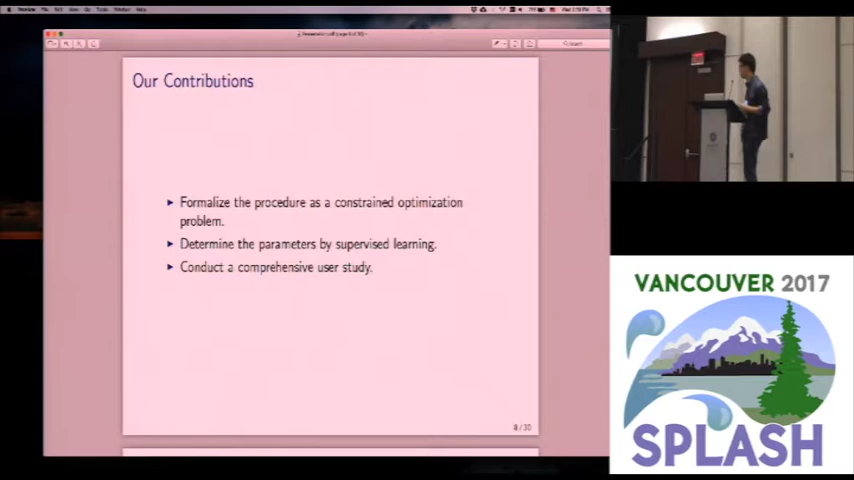 Our Contributions
Formalize the procedure as a constrained optimization
problem.
Determine the parameters by supervised learning.
Conduct a comprehensive user study.
8 / 30
VANCOUVER 2017
SPLASH